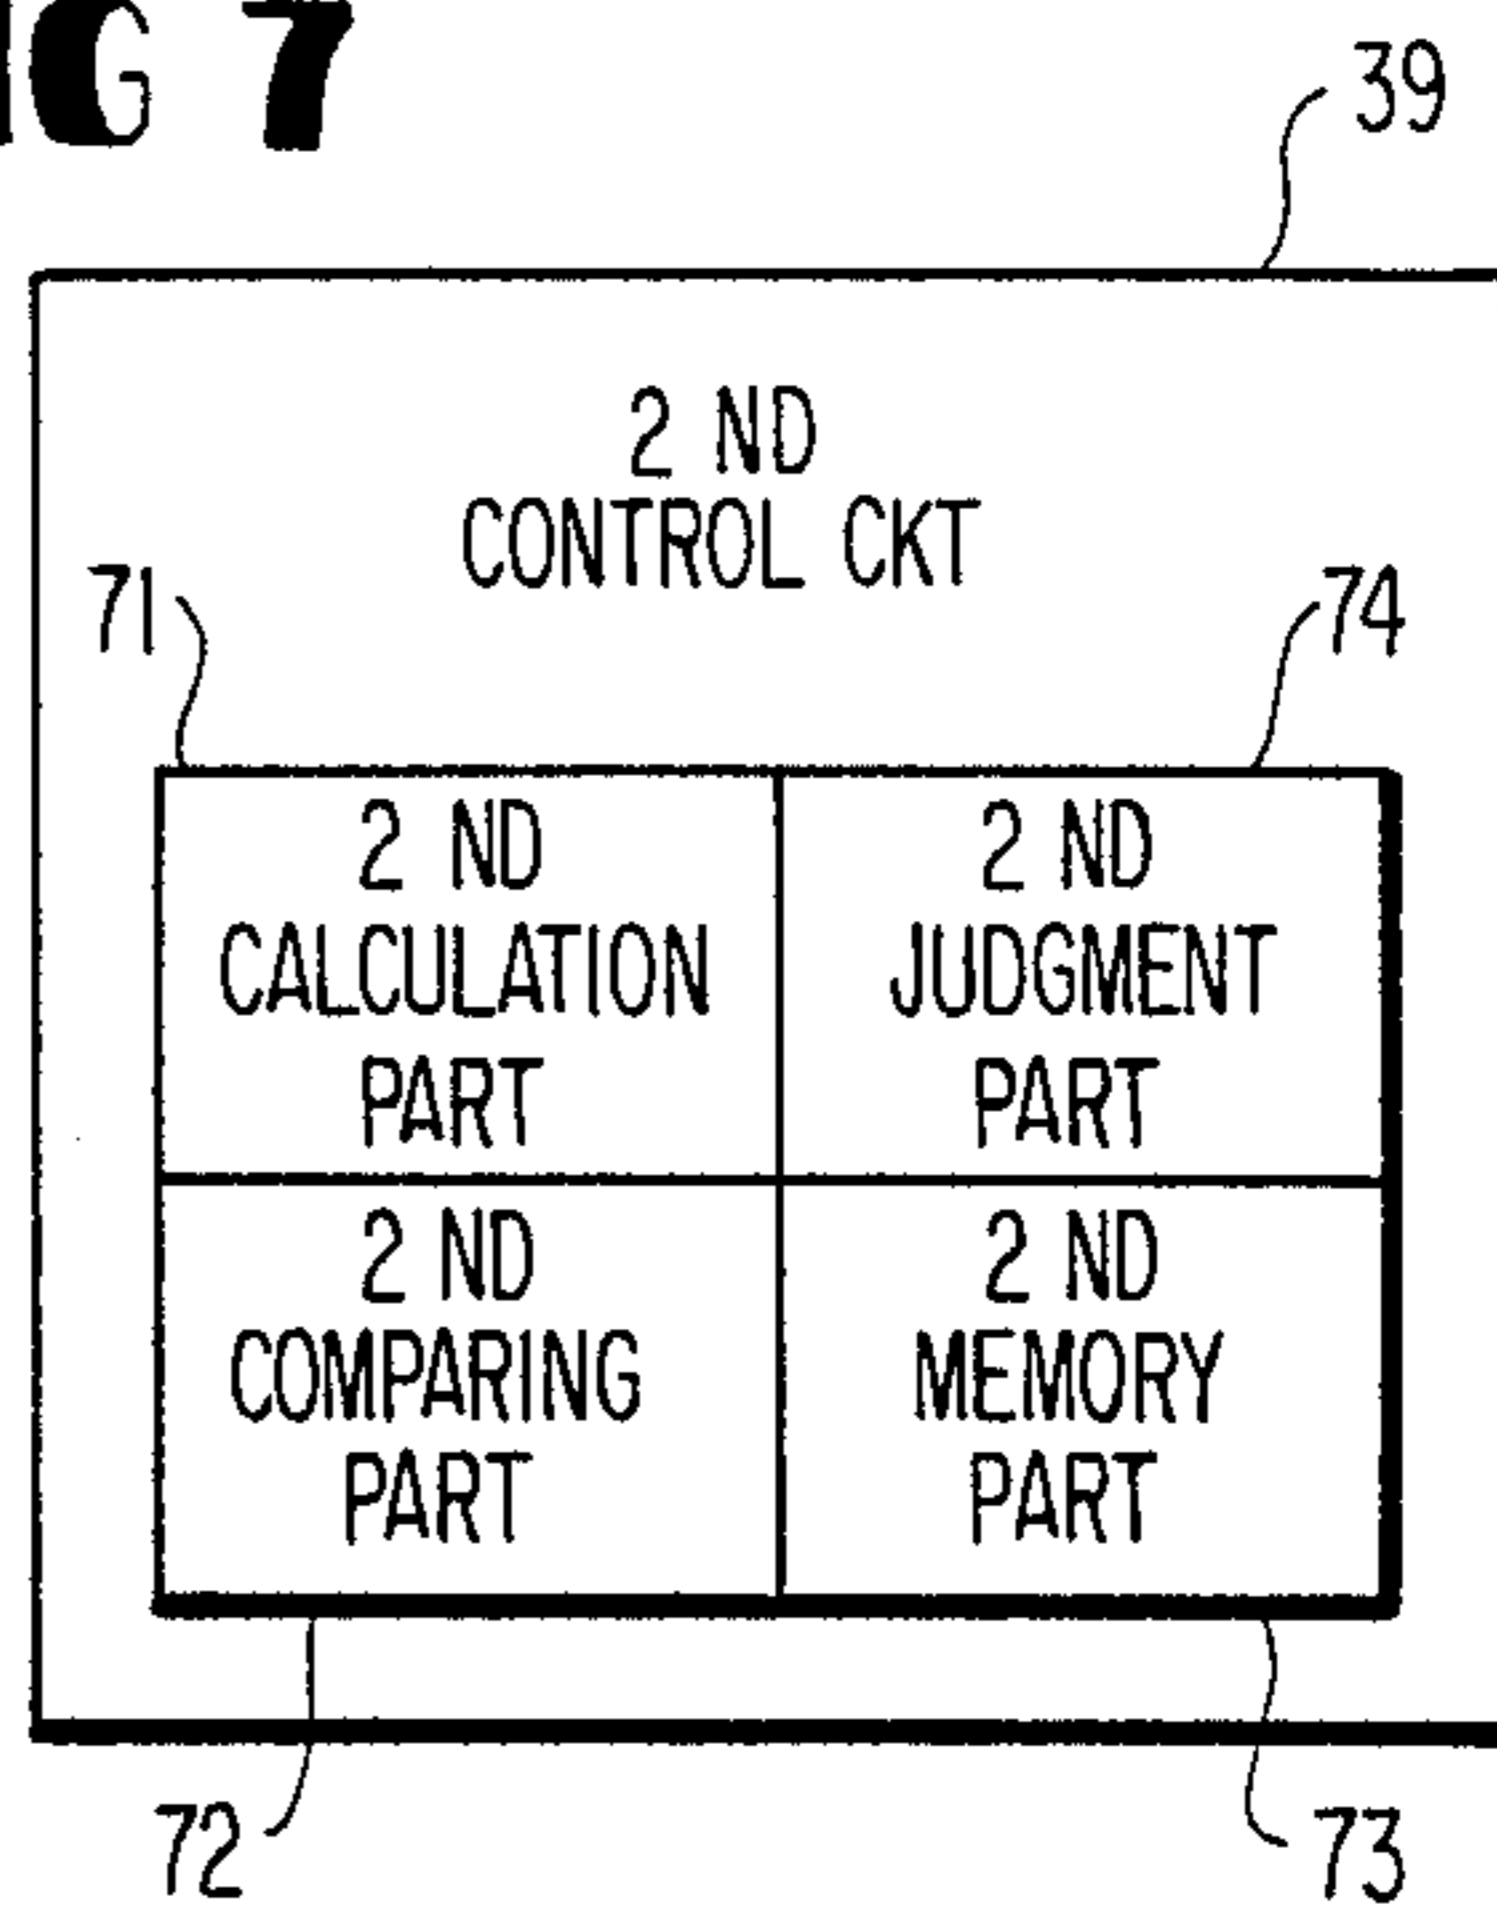 G 7
39
2 ND
CONTROL CKT
71
74
2 ND
CALCULATION
PART
2 ND
JUDGMENT
PART
2 ND
COMPARING
PART
2 ND
MEMORY
PART
72
73